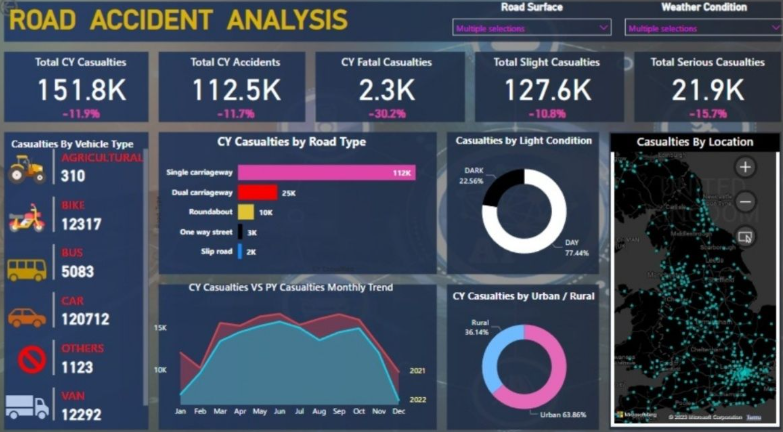 ROAD ACCIDENT ANALYSIS
Road Surface
Multiple selections
Weather Condition
Multiple selections
Total CY Casualties
151.8K
-11.9%
Total CY Accidents
112.5K
-11.7%
CY Fatal Casualties
2.3K
-30.2%
Total Slight Casualties
127.6K
-10.8%
Total Serious Casualties
21.9K
-15.7%
Casualties By Vehicle Type
AGRICULTURAL
310
BIKE
12317
BUS
5083
CAR
120712
OTHERS
1123
VAN
12292
CY Casualties by Road Type
Single carriageway 112K
Dual carriageway 25K
Roundabout 10K
One way street 3K
Slip road 2K
CY Casualties VS PY Casualties Monthly Trend
15K
10K
2021
2022
Jan Feb Mar Apr May Jun Jul Aug Sep Oct Nov Dec
Casualties by Light Condition
DARK
22.56%
DAY
77.44%
CY Casualties by Urban / Rural
Rural
36.14%
Urban 63.86%
Casualties By Location
UNITED
KINGDOM
© 2023 Microsoft Corporation Terms